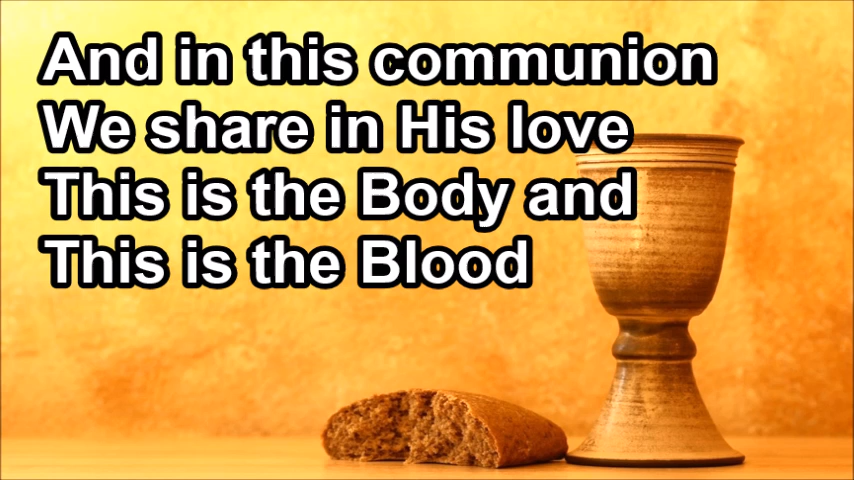 And in this communion
We share in His love
This is the Body and
This is the Blood